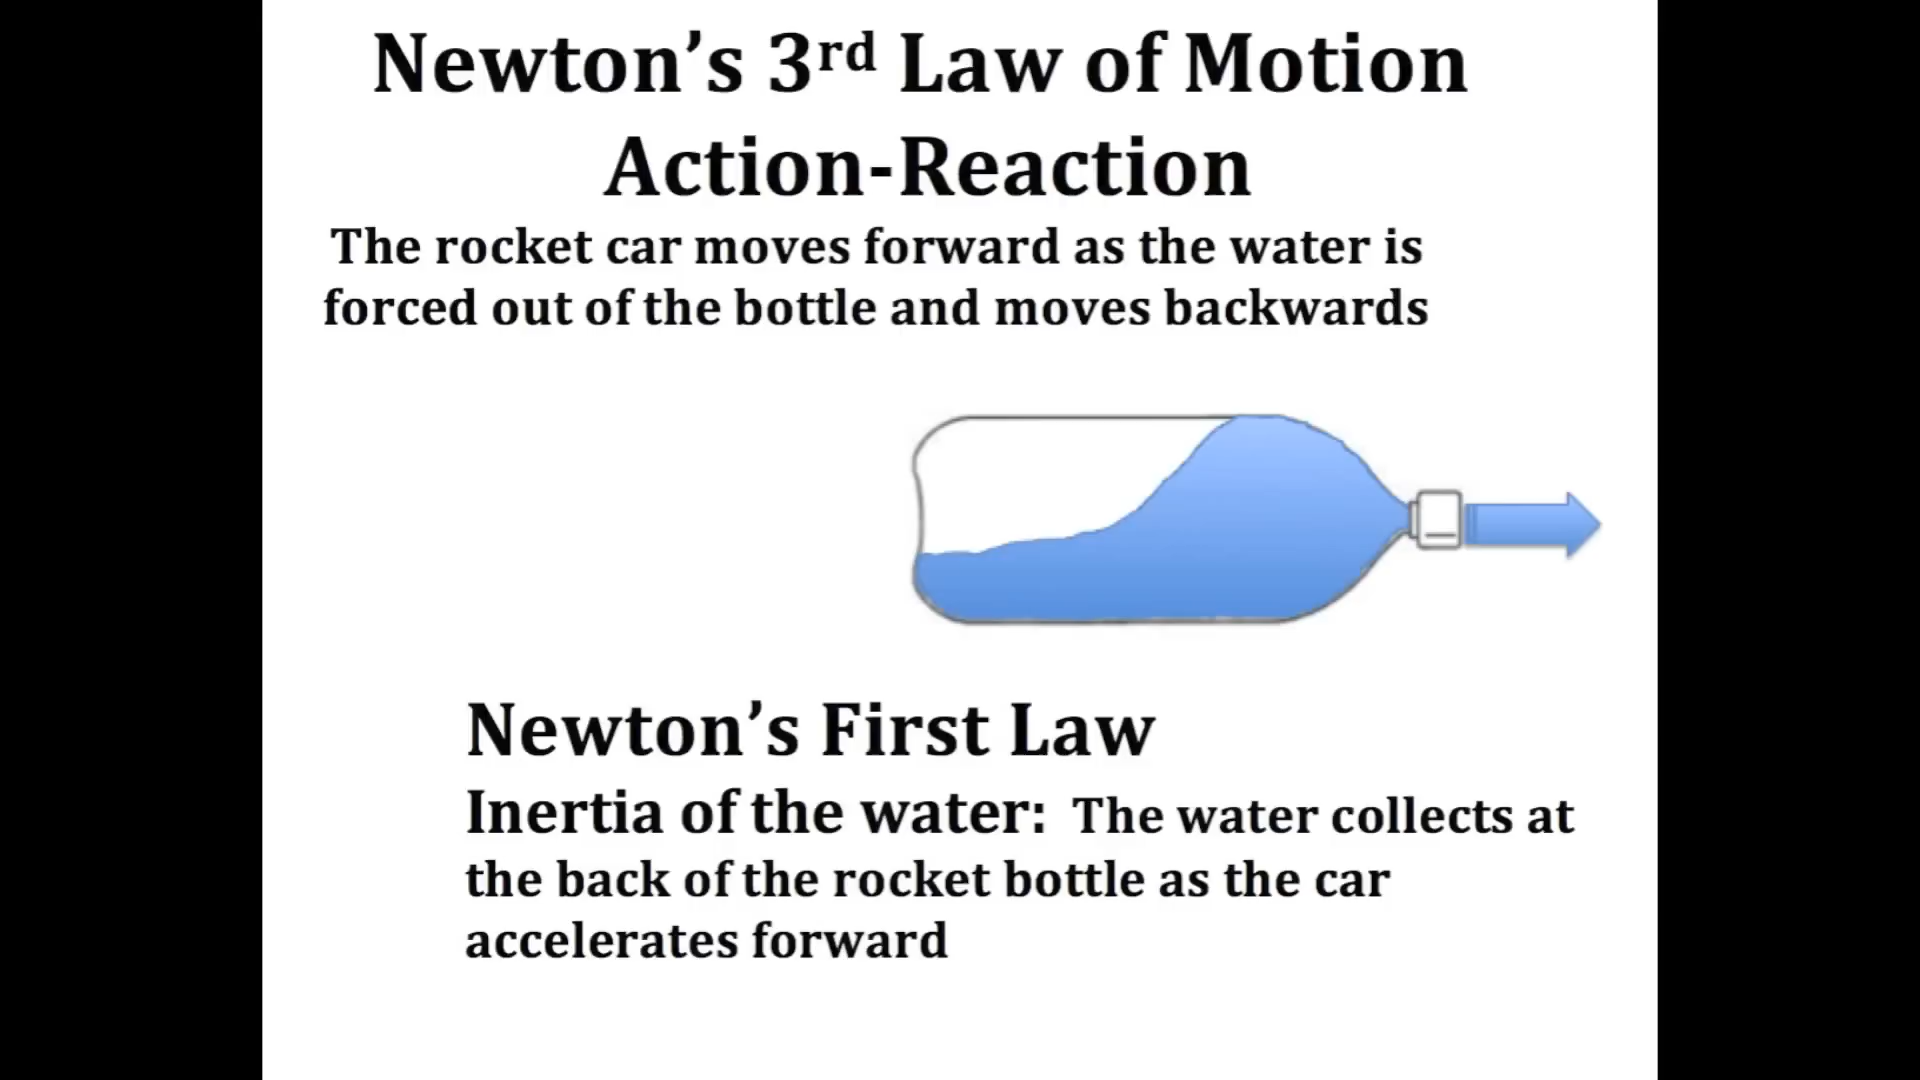 Newton’s 3rd Law of Motion
Action-Reaction
The rocket car moves forward as the water is
forced out of the bottle and moves backwards
Newton’s First Law
Inertia of the water: The water collects at
the back of the rocket bottle as the car
accelerates forward